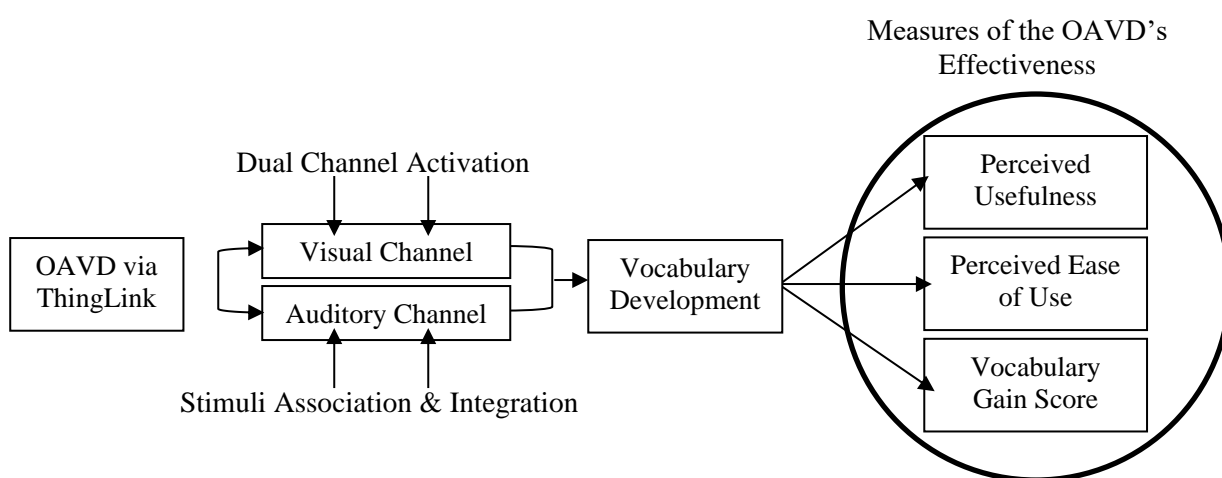 Measures of the OAVD’s
Effectiveness
Dual Channel Activation
OAVD via
ThingLink
Visual Channel
Auditory Channel
Stimuli Association & Integration
Vocabulary
Development
Perceived
Usefulness
Perceived Ease
of Use
Vocabulary
Gain Score